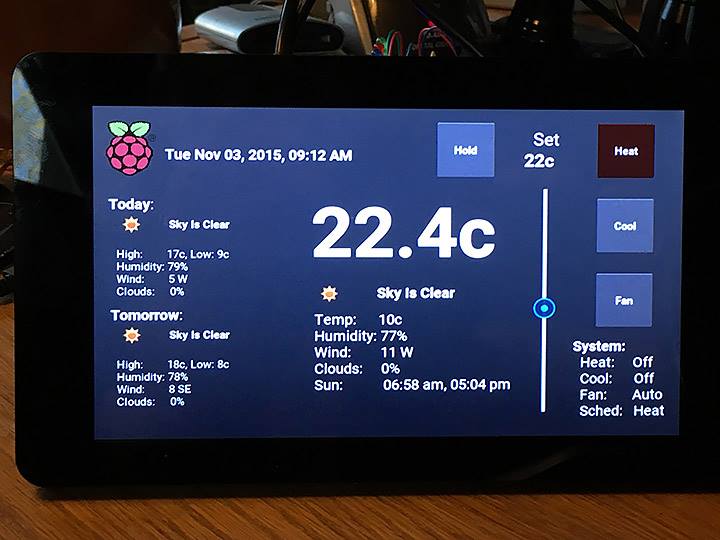 Tue Nov 03, 2015, 09:12 AM
Hold
Set
22c
Heat
Cool
Fan
Today:
Sky Is Clear
High: 17c, Low: 9c
Humidity: 79%
Wind: 5 W
Clouds: 0%
Tomorrow:
Sky Is Clear
High: 18c, Low: 8c
Humidity: 78%
Wind: 8 SE
Clouds: 0%
22.4c
Sky Is Clear
Temp: 10c
Humidity: 77%
Wind: 11 W
Clouds: 0%
Sun: 06:58 am, 05:04 pm
System:
Heat: Off
Cool: Off
Fan: Auto
Sched: Heat